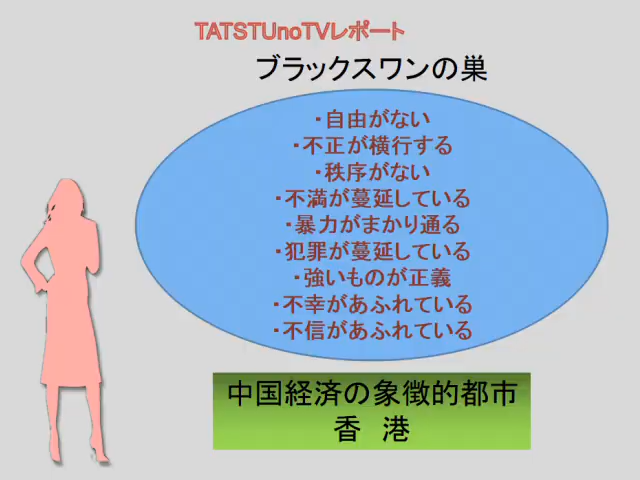 TATSTUnoTVレポート
ブラックスワンの巣
・自由がない
・不正が横行する
・秩序がない
・不満が蔓延している
・暴力がまかり通る
・犯罪が蔓延している
・強いものが正義
・不幸があふれている
・不信があふれている
中国経済の象徴的都市
香　港